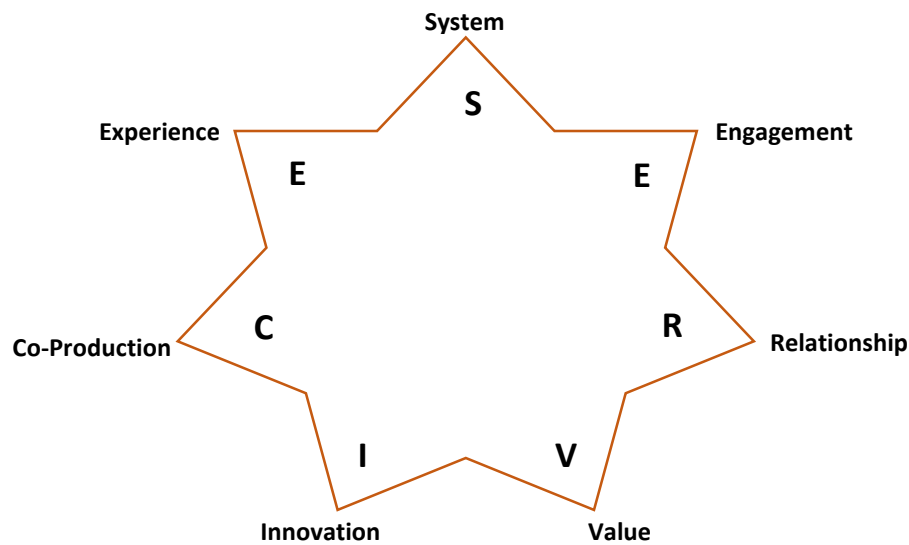 System
S
Experience
Engagement
E
E
C
R
Co-Production
Relationship
I
V
Innovation
Value